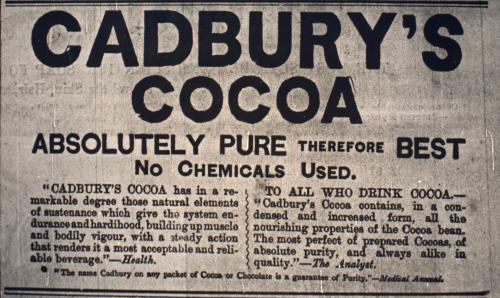 CADBURY'S
COCOA
ABSOLUTELY PURE THEREFORE BEST
NO CHEMICALS USED.
"CADBURY'S COCOA has in a re-
markable degree those natural elements
of sustenance which give the system en-
durance and hardihood, building up muscle
and bodily vigour, with a steady action
that renders it a most acceptable and reli-
able beverage."—Health.
TO ALL WHO DRINK COCOA.—
"Cadbury's Cocoa contains, in a con-
densed and increased form, all the
nourishing properties of the Cocoa bean.
The most perfect of prepared Cocoas, of
absolute purity, and always alike in
quality."—The Analyst.
"The name Cadbury on any packet of Cocoa or Chocolate is a guarantee of Purity."—Medical Annual.